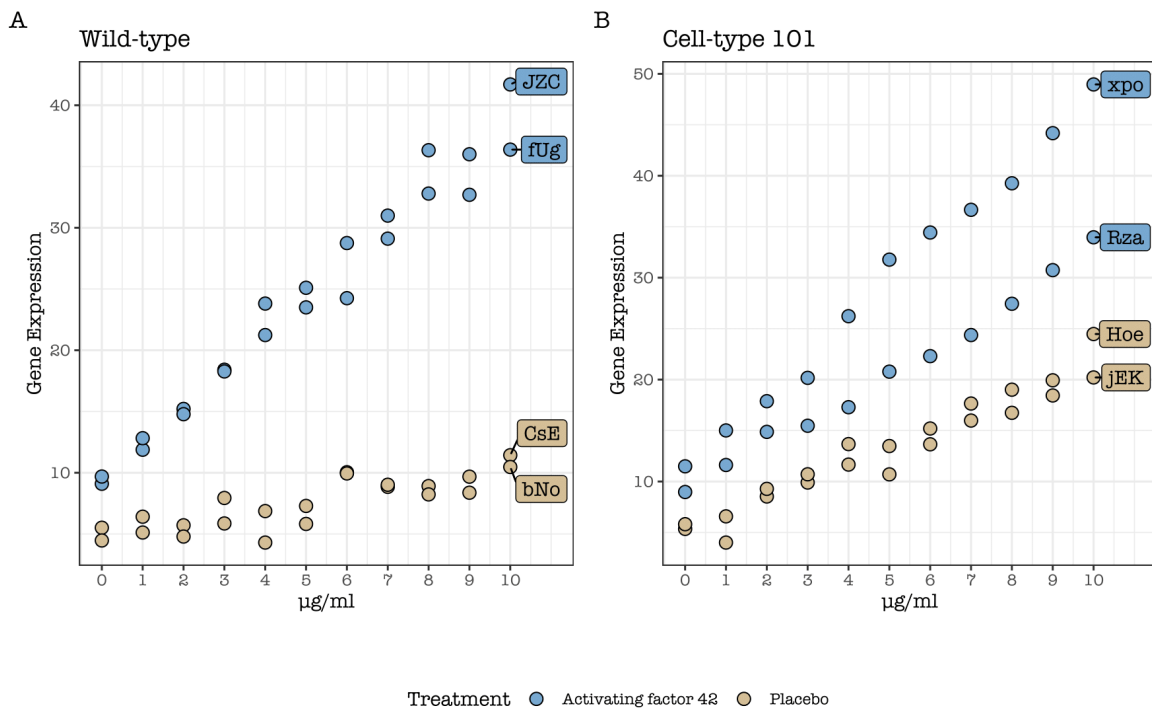 A
Wild-type
Gene Expression
40
30
20
10
JZC
fUg
CsE
bNo
0 1 2 3 4 5 6 7 8 9 10
µg/ml
B
Cell-type 101
Gene Expression
50
40
30
20
10
xpo
Rza
Hoe
jEK
0 1 2 3 4 5 6 7 8 9 10
µg/ml
Treatment Activating factor 42 Placebo